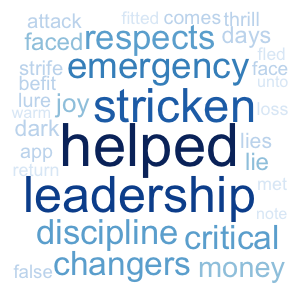 attack fitted comes thrill
faced respects days
strife emergency fled
befit face
lure joy stricken unto
warm loss
dark helped lies
app lie
return
leadership met
discipline critical note
false changers money